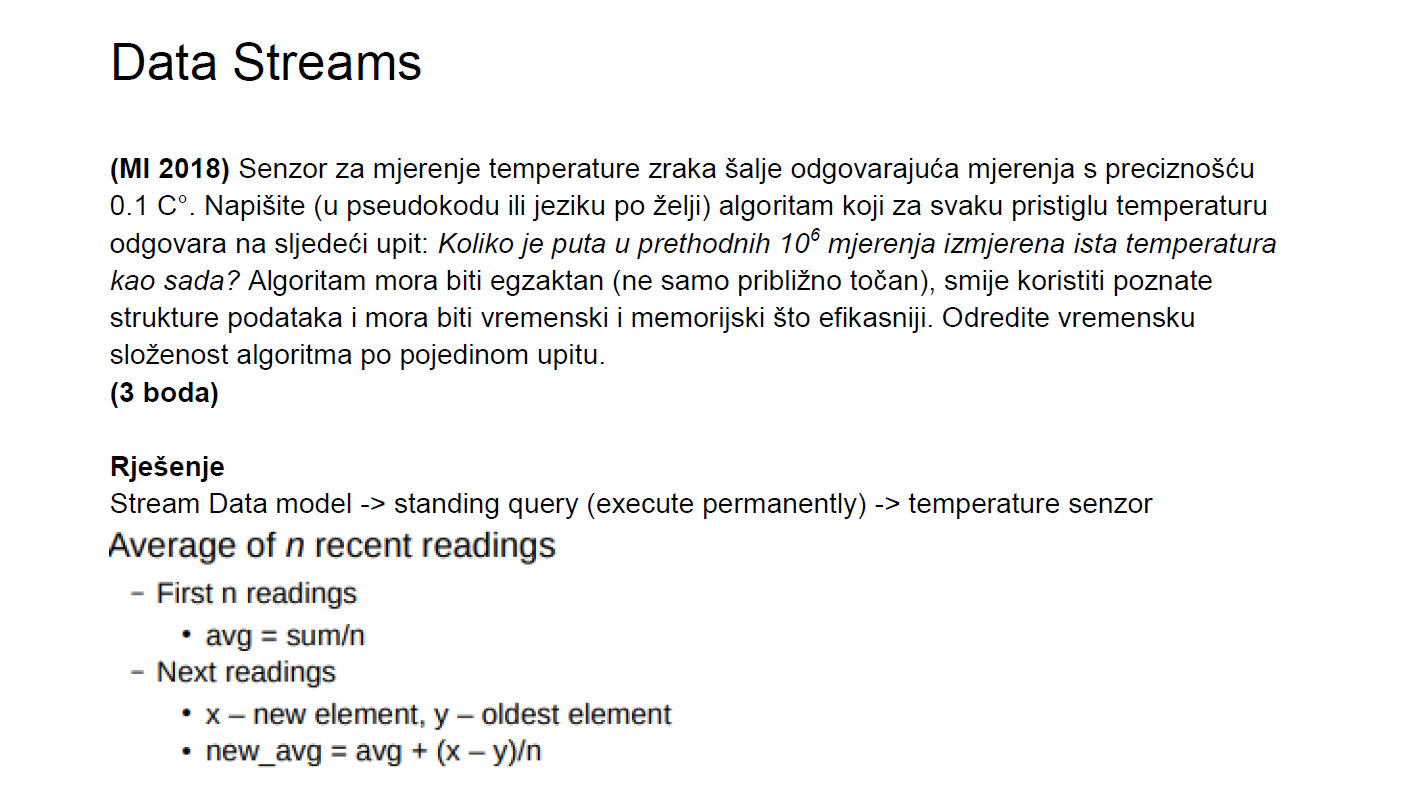 Data Streams
(MI 2018) Senzor za mjerenje temperature zraka šalje odgovarajuća mjerenja s preciznošću
0.1 C°. Napišite (u pseudokodu ili jeziku po želji) algoritam koji za svaku pristiglu temperaturu
odgovara na sljedeći upit: Koliko je puta u prethodnih 10⁶ mjerenja izmjerena ista temperatura
kao sada? Algoritam mora biti egzaktan (ne samo približno točan), smije koristiti poznate
strukture podataka i mora biti vremenski i memorijski što efikasniji. Odredite vremensku
složenost algoritma po pojedinom upitu.
(3 boda)
Rješenje
Stream Data model -> standing query (execute permanently) -> temperature senzor
Average of n recent readings
– First n readings
• avg = sum/n
– Next readings
• x – new element, y – oldest element
• new_avg = avg + (x – y)/n